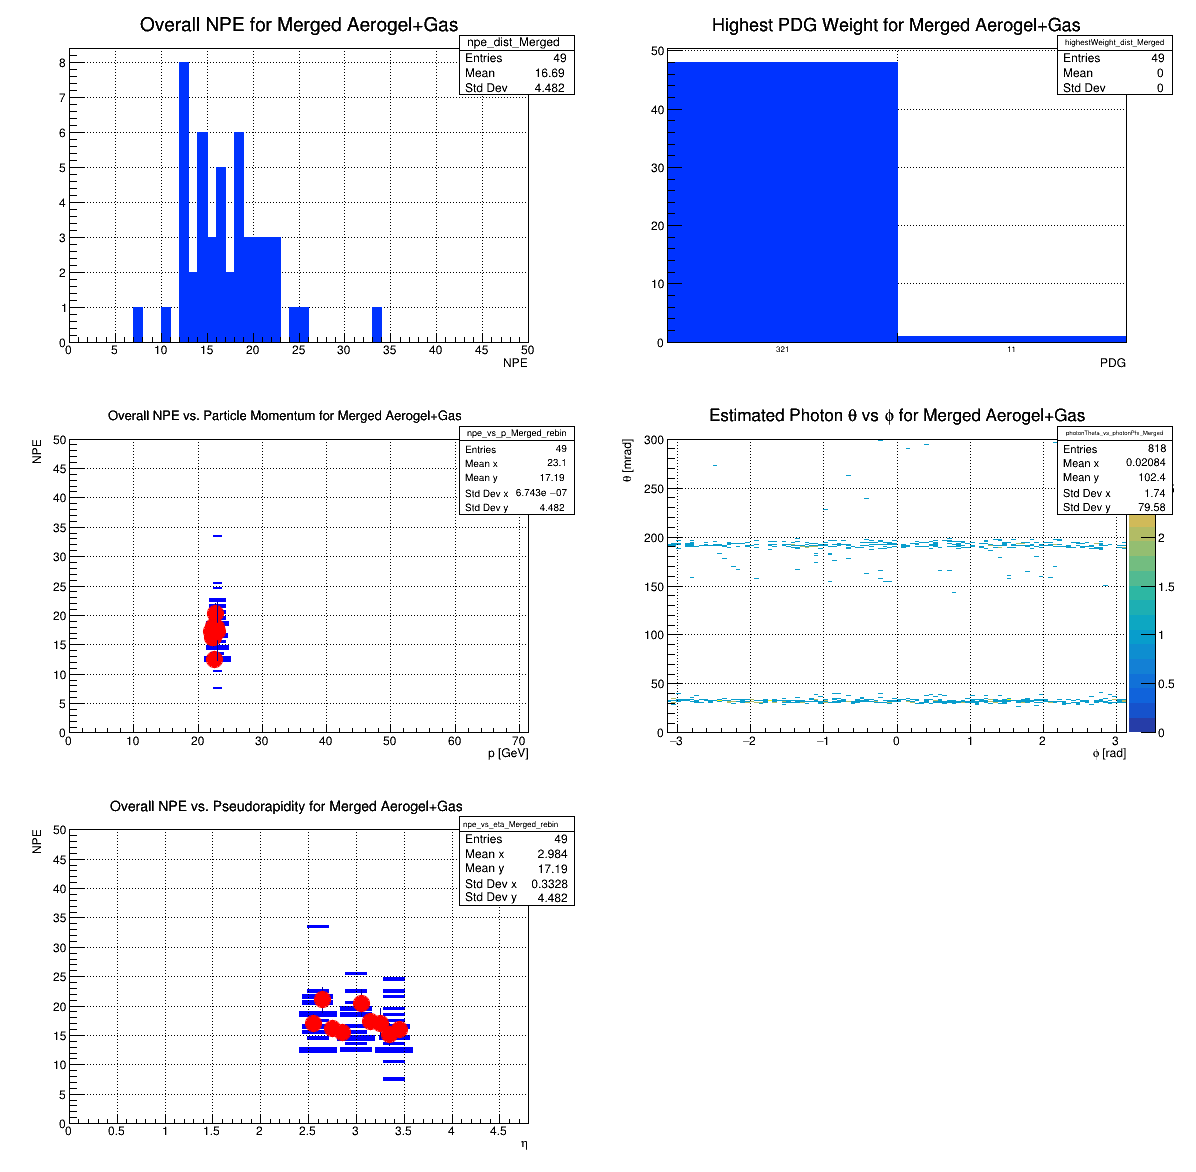 Overall NPE for Merged Aerogel+Gas
npe_dist_Merged
Entries 49
Mean 16.69
Std Dev 4.482
8
7
6
5
4
3
2
1
0
0 5 10 15 20 25 30 35 40 45 50
NPE
Highest PDG Weight for Merged Aerogel+Gas
highestWeight_dist_Merged
Entries 49
Mean 0
Std Dev 0
50
40
30
20
10
0
321 11
PDG
Overall NPE vs. Particle Momentum for Merged Aerogel+Gas
npe_vs_p_Merged_rebin
Entries 49
Mean x 23.1
Mean y 17.19
Std Dev x 6.743e −07
Std Dev y 4.482
NPE
50
45
40
35
30
25
20
15
10
5
0
0 10 20 30 40 50 60 70
p [GeV]
Estimated Photon θ vs ϕ for Merged Aerogel+Gas
photonTheta_vs_photonPhi_Merged
Entries 818
Mean x 0.02084
Mean y 102.4
Std Dev x 1.74
Std Dev y 79.58
θ [mrad]
300
250
200
150
100
50
0
−3 −2 −1 0 1 2 3
ϕ [rad]
2
1.5
1
0.5
0
Overall NPE vs. Pseudorapidity for Merged Aerogel+Gas
npe_vs_eta_Merged_rebin
Entries 49
Mean x 2.984
Mean y 17.19
Std Dev x 0.3328
Std Dev y 4.482
NPE
50
45
40
35
30
25
20
15
10
5
0
0 0.5 1 1.5 2 2.5 3 3.5 4 4.5
η